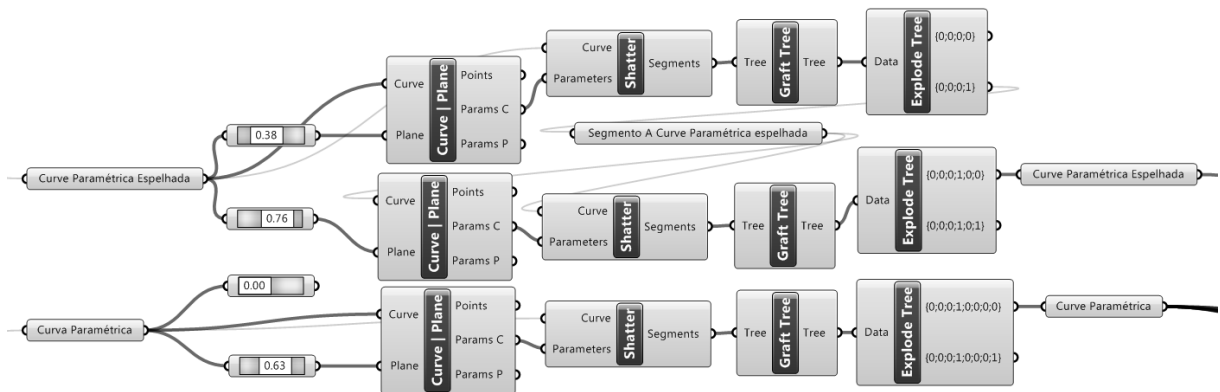 Curve Paramétrica Espelhada
0.38
0.76
Curve
Plane
Curve | Plane
Points
Params C
Params P
Curve
Parameters
Shatter
Segments
Tree
Graft Tree
Tree
Data
Explode Tree
{0;0;0;0}
{0;0;0;1}
Segmento A Curve Paramétrica espelhada
Curve
Plane
Curve | Plane
Points
Params C
Params P
Curve
Parameters
Shatter
Segments
Tree
Graft Tree
Tree
Data
Explode Tree
{0;0;0;1;0;0}
{0;0;0;1;0;1}
Curve Paramétrica Espelhada
Curva Paramétrica
0.00
0.63
Curve
Plane
Curve | Plane
Points
Params C
Params P
Curve
Parameters
Shatter
Segments
Tree
Graft Tree
Tree
Data
Explode Tree
{0;0;0;1;0;0;0;0}
{0;0;0;1;0;0;0;1}
Curve Paramétrica